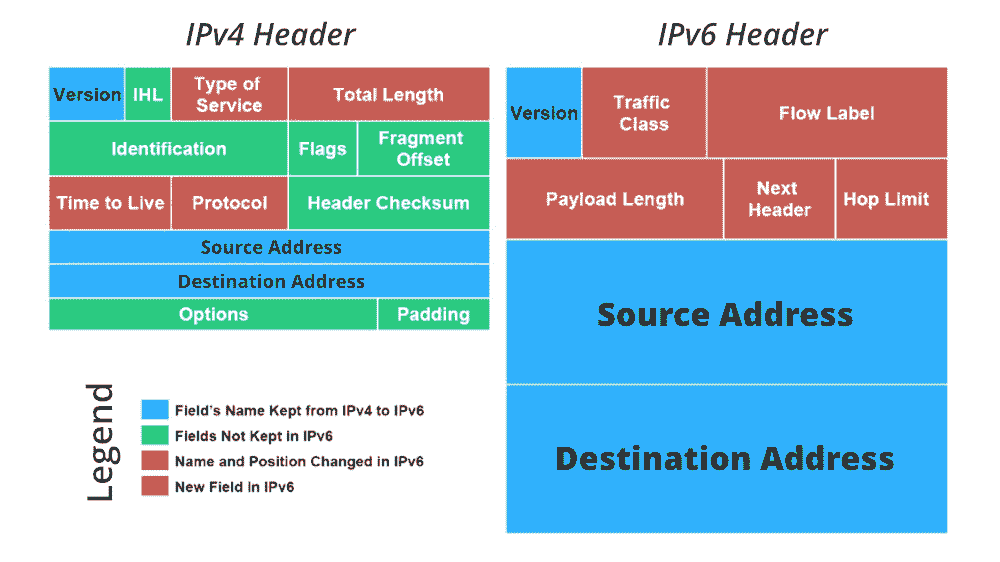 IPv4 Header
IPv6 Header
Version IHL Type of Service Total Length
Identification Flags Fragment Offset
Time to Live Protocol Header Checksum
Source Address
Destination Address
Options Padding
Version Traffic Class Flow Label
Payload Length Next Header Hop Limit
Source Address
Destination Address
Legend
Field's Name Kept from IPv4 to IPv6
Fields Not Kept in IPv6
Name and Position Changed in IPv6
New Field in IPv6